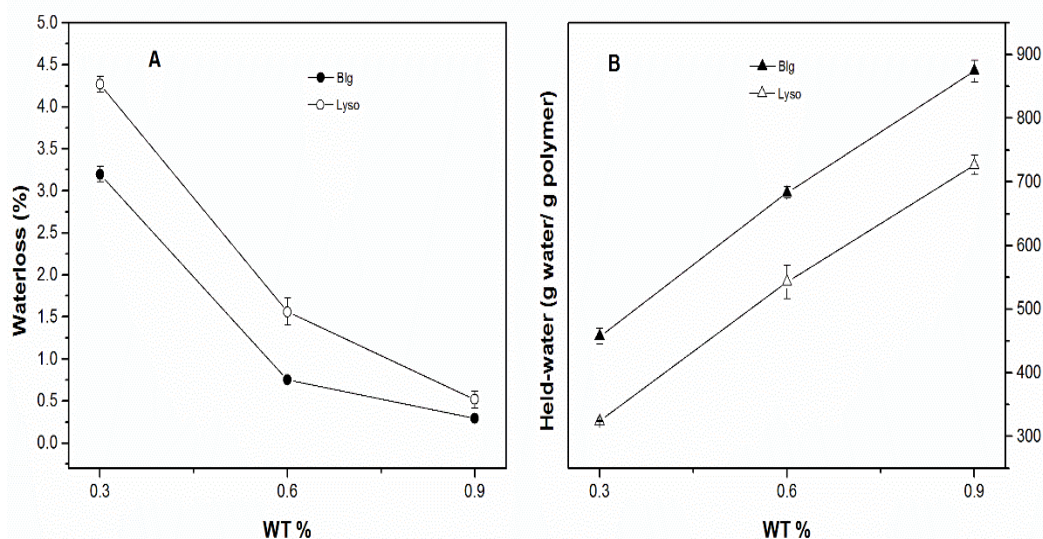 A
Blg
Lyso
5.0
4.5
4.0
3.5
3.0
2.5
2.0
1.5
1.0
0.5
0.0
Waterloss (%)
0.3
0.6
0.9
WT %
B
Blg
Lyso
Held-water (g water/ g polymer)
900
800
700
600
500
400
300
0.3
0.6
0.9
WT %